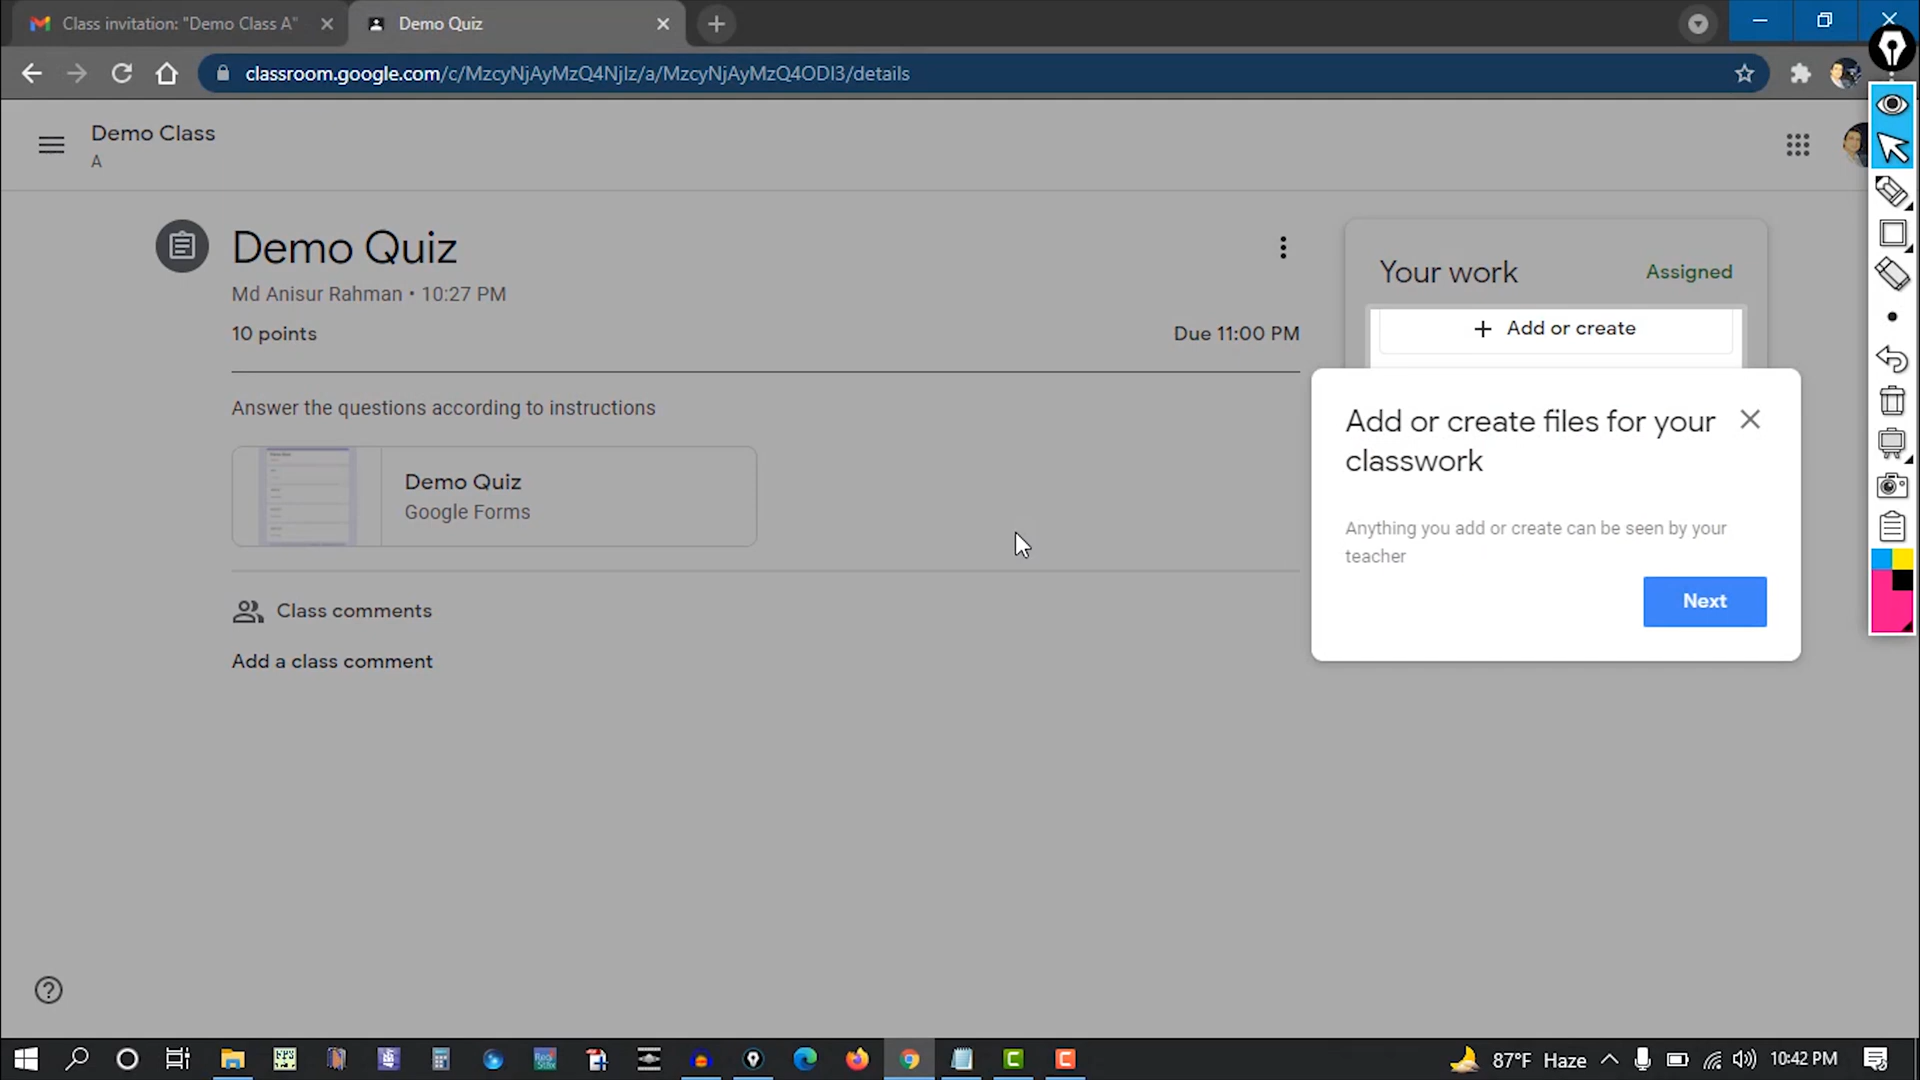 Class invitation: "Demo Class A"
Demo Quiz
classroom.google.com/c/MzcyNjAyMzQ4NjIz/a/MzcyNjAyMzQ4ODI3/details
Demo Class
A
Demo Quiz
Md Anisur Rahman • 10:27 PM
10 points
Due 11:00 PM
Answer the questions according to instructions
Demo Quiz
Google Forms
Class comments
Add a class comment
Your work
Assigned
+ Add or create
Add or create files for your
classwork
Anything you add or create can be seen by your
teacher
Next
87°F Haze
10:42 PM